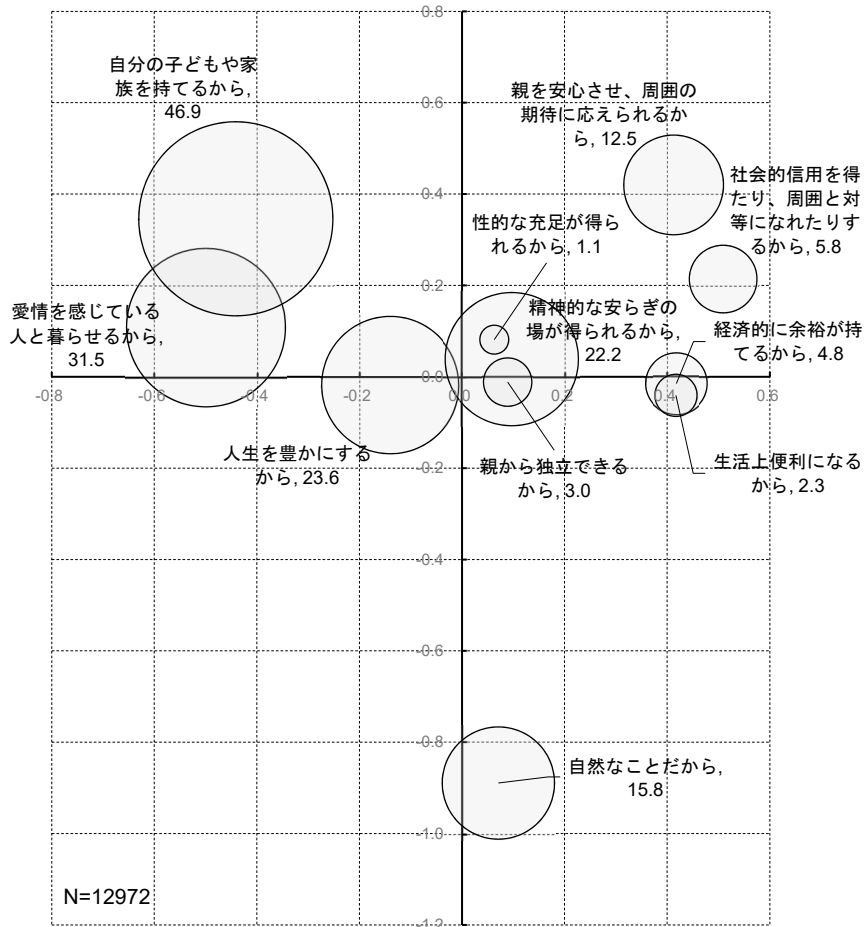 0.8
自分の子どもや家
族を持てるから,
46.9
0.6
親を安心させ、周囲の
期待に応えられるか
ら, 12.5
0.4
社会的信用を得
たり、周囲と対
等になれたりす
るから, 5.8
性的な充足が得ら
れるから, 1.1
0.2
愛情を感じている
人と暮らせるから,
31.5
精神的な安らぎの
場が得られるから,
22.2
経済的に余裕が持
てるから, 4.8
0.0
-0.8
-0.6
-0.4
-0.2
0.0
0.2
0.4
0.6
人生を豊かにする
から, 23.6
-0.2
親から独立できる
から, 3.0
生活上便利になる
から, 2.3
-0.4
-0.6
-0.8
自然なことだから,
15.8
-1.0
N=12972
-1.2